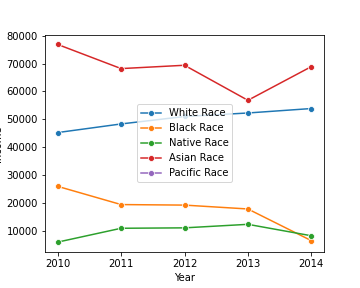 80000
70000
60000
50000
40000
30000
20000
10000
White Race
Black Race
Native Race
Asian Race
Pacific Race
2010 2011 2012 2013 2014
Year